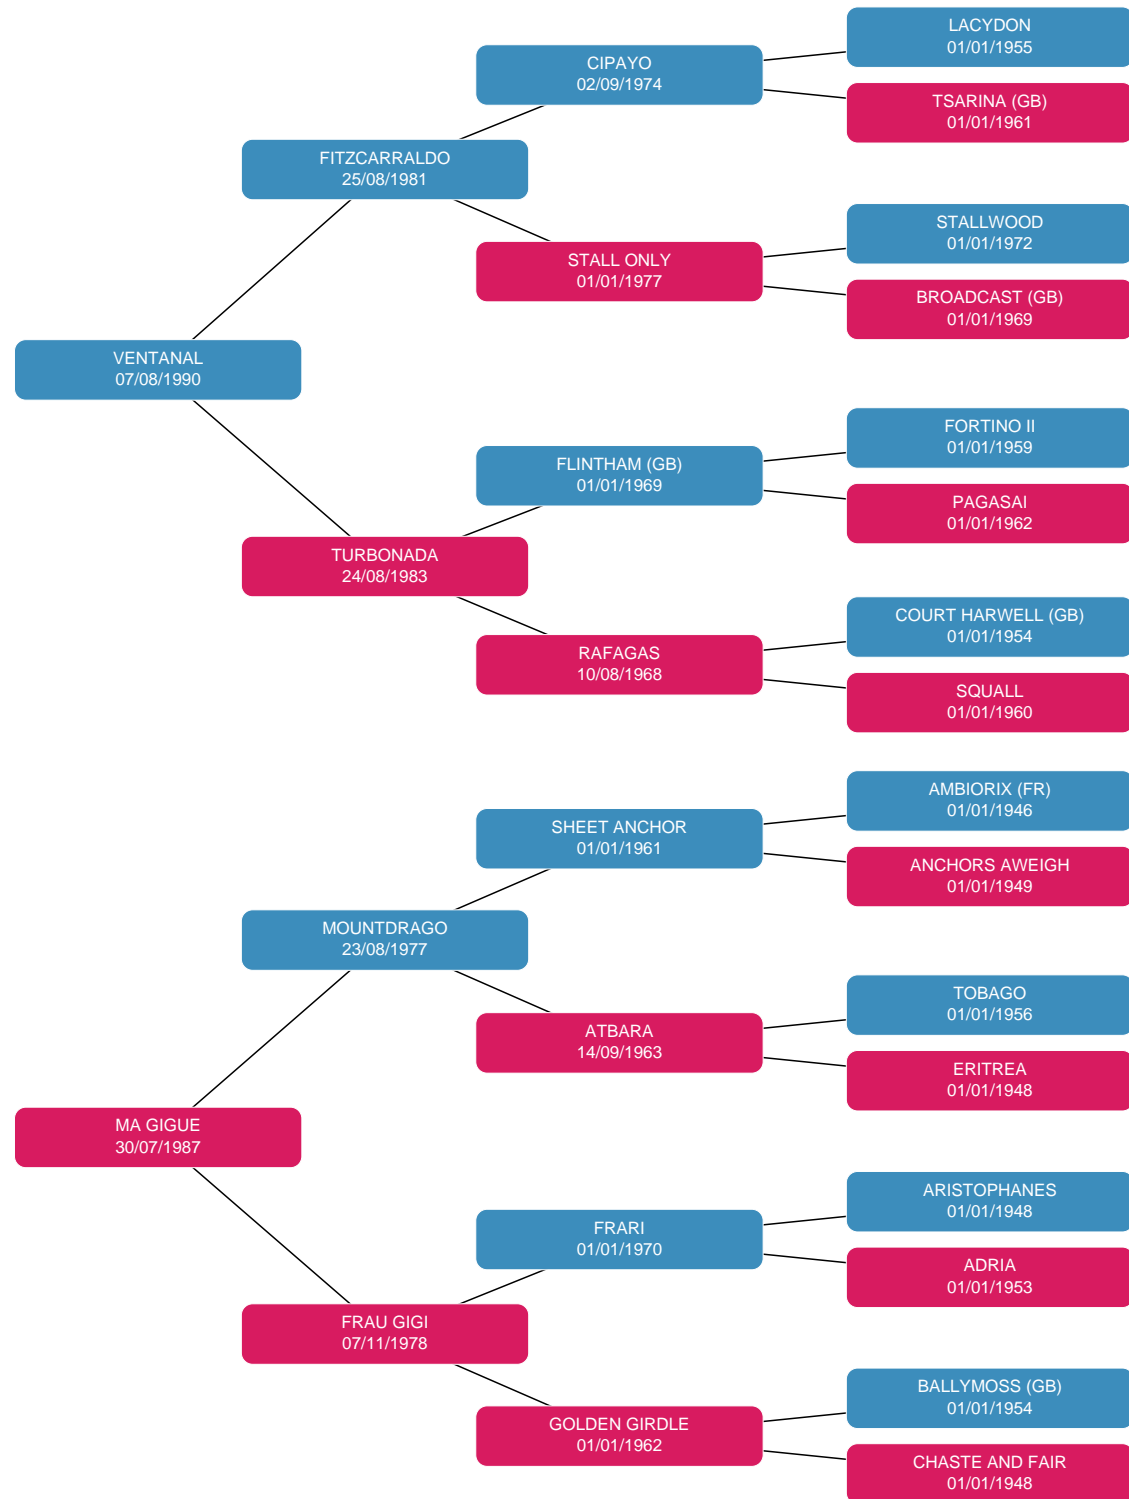 LACYDON
01/01/1955
CIPAYO
02/09/1974
TSARINA (GB)
01/01/1961
FITZCARRALDO
25/08/1981
STALLWOOD
01/01/1972
STALL ONLY
01/01/1977
BROADCAST (GB)
01/01/1969
VENTANAL
07/08/1990
FORTINO II
01/01/1959
FLINTHAM (GB)
01/01/1969
PAGASAI
01/01/1962
TURBONADA
24/08/1983
COURT HARWELL (GB)
01/01/1954
RAFAGAS
10/08/1968
SQUALL
01/01/1960
AMBIORIX (FR)
01/01/1946
SHEET ANCHOR
01/01/1961
ANCHORS AWEIGH
01/01/1949
MOUNTDRAGO
23/08/1977
TOBAGO
01/01/1956
ATBARA
14/09/1963
ERITREA
01/01/1948
MA GIGUE
30/07/1987
ARISTOPHANES
01/01/1948
FRARI
01/01/1970
ADRIA
01/01/1953
FRAU GIGI
07/11/1978
BALLYMOSS (GB)
01/01/1954
GOLDEN GIRDLE
01/01/1962
CHASTE AND FAIR
01/01/1948